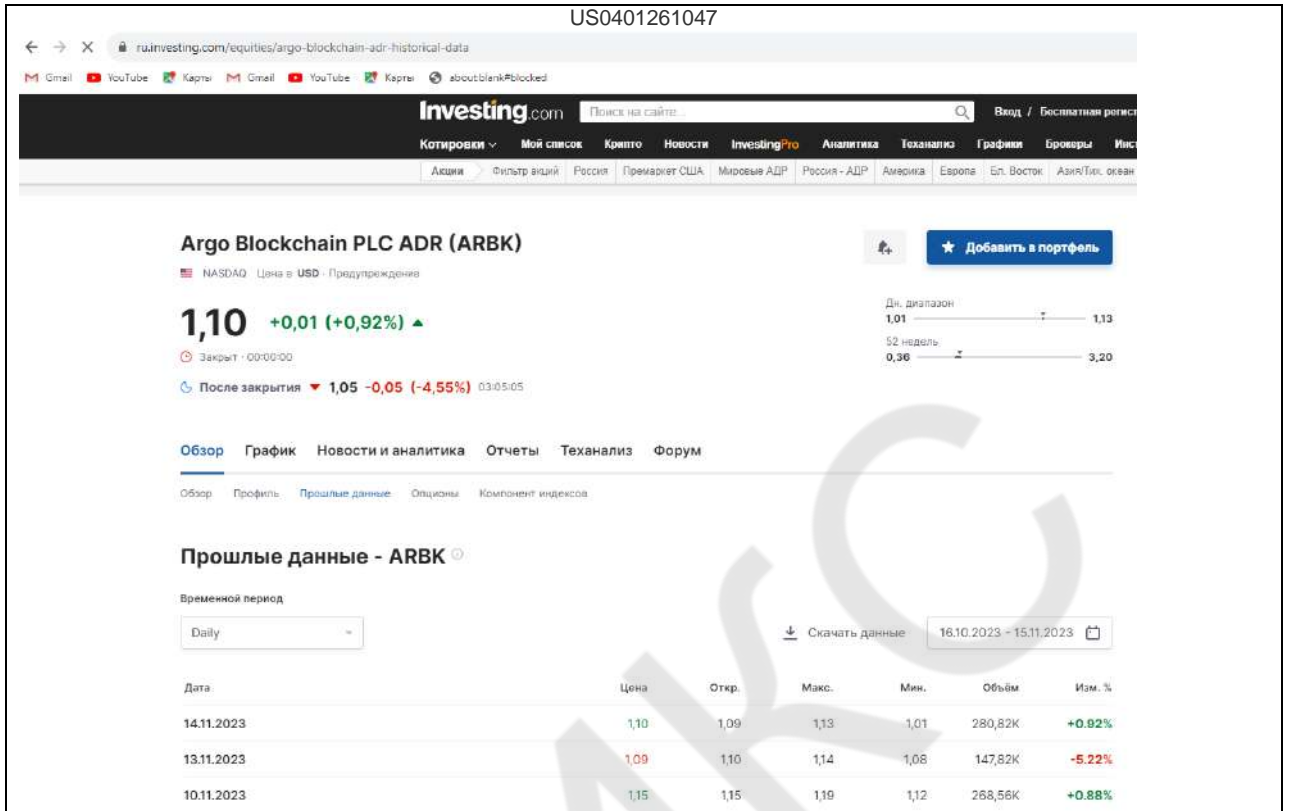 US0401261047
ru.investing.com/equities/argo-blockchain-adr-historical-data
Gmail YouTube Карты Gmail YouTube Карты about:blank#blocked
Investing.com Поиск на сайте... Вход / Бесплатная регист
Котировки Мой список Крипто Новости InvestingPro Аналитика Теханализ Графики Брокеры Инст
Акции Фильтр акций Россия Премаркет США Мировые АДР Россия - АДР Америка Европа Бл. Восток Азия/Тих. океан
Argo Blockchain PLC ADR (ARBK)
Добавить в портфель
NASDAQ Цена в USD · Предупреждение
1,10 +0,01 (+0,92%)
Дн. диапазон
1,01 1,13
Закрыт · 00:00:00
52 недель
0,36 3,20
После закрытия 1,05 -0,05 (-4,55%) 03:05:05
Обзор График Новости и аналитика Отчеты Теханализ Форум
Обзор Профиль Прошлые данные Опционы Компонент индексов
Прошлые данные - ARBK
Временной период
Daily Скачать данные 16.10.2023 - 15.11.2023
Дата Цена Откр. Макс. Мин. Объём Изм. %
14.11.2023 1,10 1,09 1,13 1,01 280,82K +0.92%
13.11.2023 1,09 1,10 1,14 1,08 147,82K -5.22%
10.11.2023 1,15 1,15 1,19 1,12 268,56K +0.88%